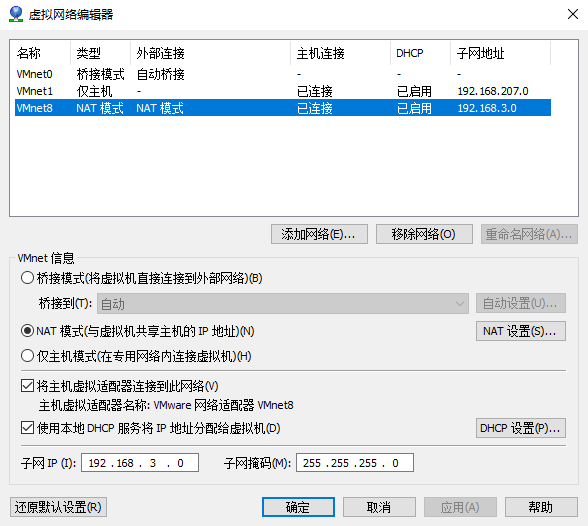 虚拟网络编辑器
名称 类型 外部连接 主机连接 DHCP 子网地址
VMnet0 桥接模式 自动桥接 - - -
VMnet1 仅主机 - 已连接 已启用 192.168.207.0
VMnet8 NAT 模式 NAT 模式 已连接 已启用 192.168.3.0
添加网络(E)... 移除网络(O) 重命名网络(A)...
VMnet 信息
桥接模式(将虚拟机直接连接到外部网络)(B)
桥接到(T): 自动 自动设置(U)...
NAT 模式(与虚拟机共享主机的 IP 地址)(N) NAT 设置(S)...
仅主机模式(在专用网络内连接虚拟机)(H)
将主机虚拟适配器连接到此网络(V)
主机虚拟适配器名称: VMware 网络适配器 VMnet8
使用本地 DHCP 服务将 IP 地址分配给虚拟机(D) DHCP 设置(P)...
子网 IP (I): 192 . 168 . 3 . 0 子网掩码(M): 255 . 255 . 255 . 0
还原默认设置(R) 确定 取消 应用(A) 帮助